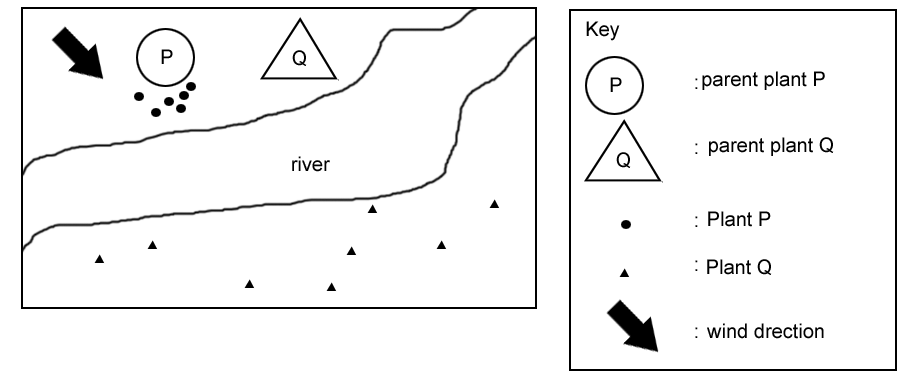 P
Q
river
Key
P : parent plant P
Q : parent plant Q
: Plant P
: Plant Q
: wind drection